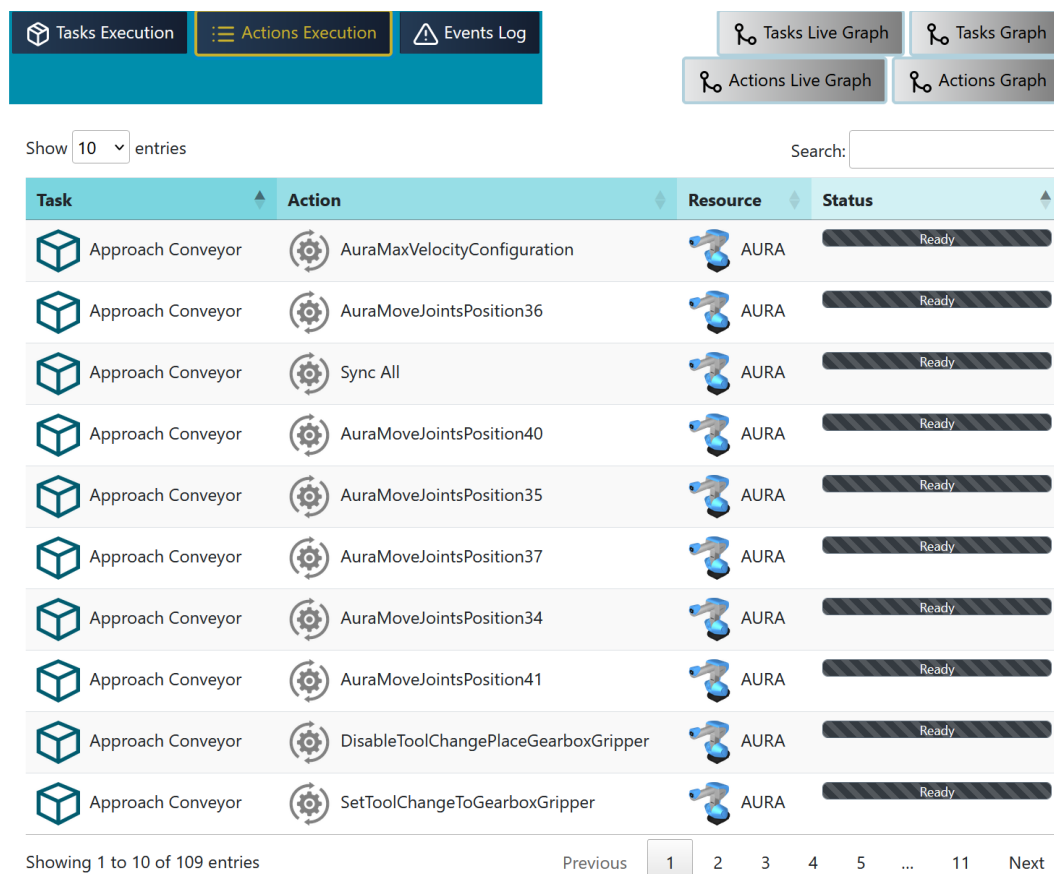 Tasks Execution Actions Execution Events Log Tasks Live Graph Tasks Graph
Actions Live Graph Actions Graph
Show 10 entries Search:
Task Action Resource Status
Approach Conveyor AuraMaxVelocityConfiguration AURA Ready
Approach Conveyor AuraMoveJointsPosition36 AURA Ready
Approach Conveyor Sync All AURA Ready
Approach Conveyor AuraMoveJointsPosition40 AURA Ready
Approach Conveyor AuraMoveJointsPosition35 AURA Ready
Approach Conveyor AuraMoveJointsPosition37 AURA Ready
Approach Conveyor AuraMoveJointsPosition34 AURA Ready
Approach Conveyor AuraMoveJointsPosition41 AURA Ready
Approach Conveyor DisableToolChangePlaceGearboxGripper AURA Ready
Approach Conveyor SetToolChangeToGearboxGripper AURA Ready
Showing 1 to 10 of 109 entries Previous 1 2 3 4 5 ... 11 Next